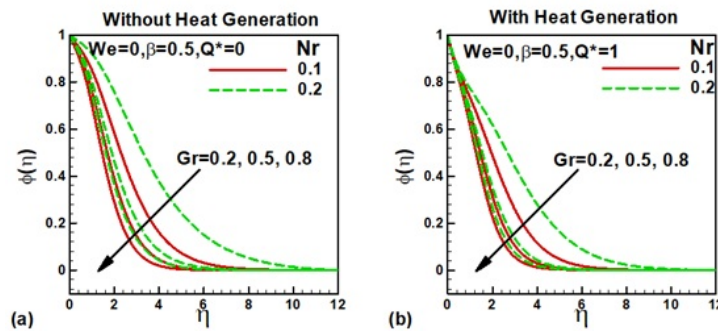 Without Heat Generation
We=0,β=0.5,Q*=0
Nr
0.1
0.2
Gr=0.2, 0.5, 0.8
ϕ(η)
1
0.8
0.6
0.4
0.2
0
0 2 4 6 8 10 12
η
(a)
With Heat Generation
We=0,β=0.5,Q*=1
Nr
0.1
0.2
Gr=0.2, 0.5, 0.8
ϕ(η)
1
0.8
0.6
0.4
0.2
0
0 2 4 6 8 10 12
η
(b)